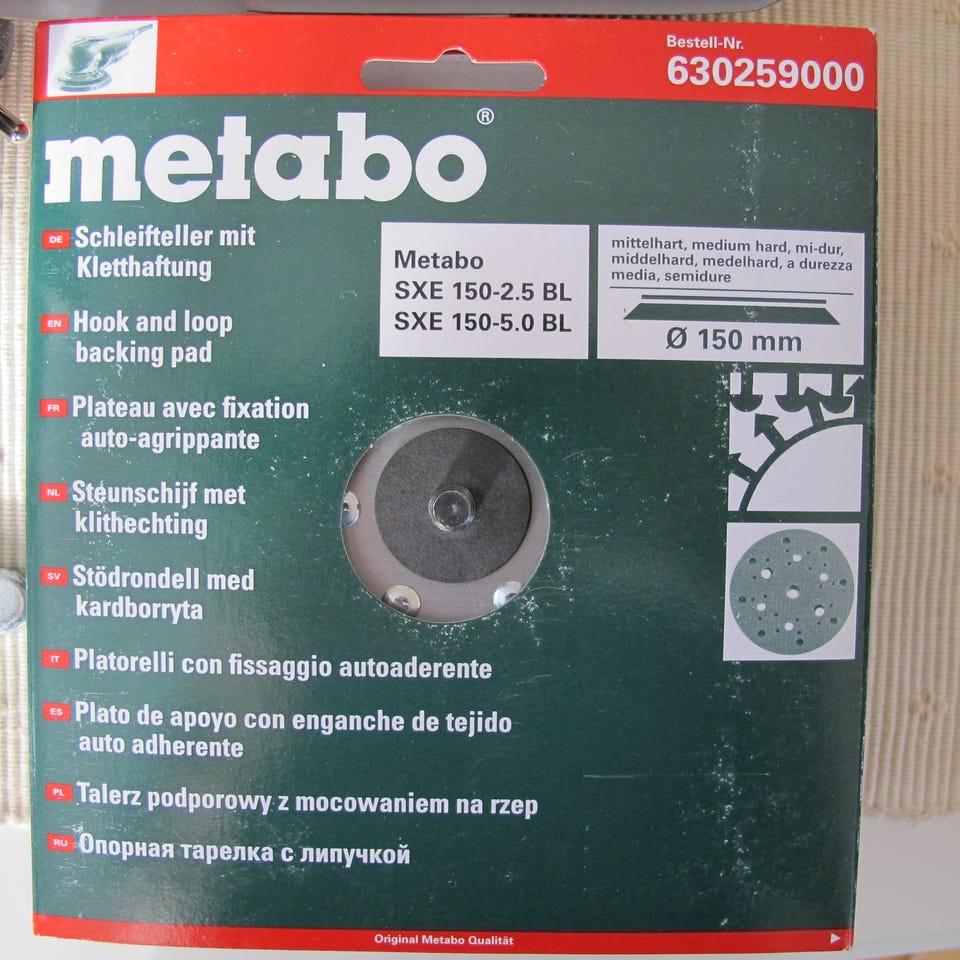 Bestell-Nr.
630259000
metabo®
DE Schleifteller mit
Kletthaftung
EN Hook and loop
backing pad
FR Plateau avec fixation
auto-agrippante
NL Steunschijf met
klithechting
SV Stödrondell med
kardborryta
IT Platorelli con fissaggio autoaderente
ES Plato de apoyo con enganche de tejido
auto adherente
PL Talerz podporowy z mocowaniem na rzep
RU Опорная тарелка с липучкой
Metabo
SXE 150-2.5 BL
SXE 150-5.0 BL
mittelhart, medium hard, mi-dur,
middelhard, medelhard, a durezza
media, semidure
Ø 150 mm
Original Metabo Qualität